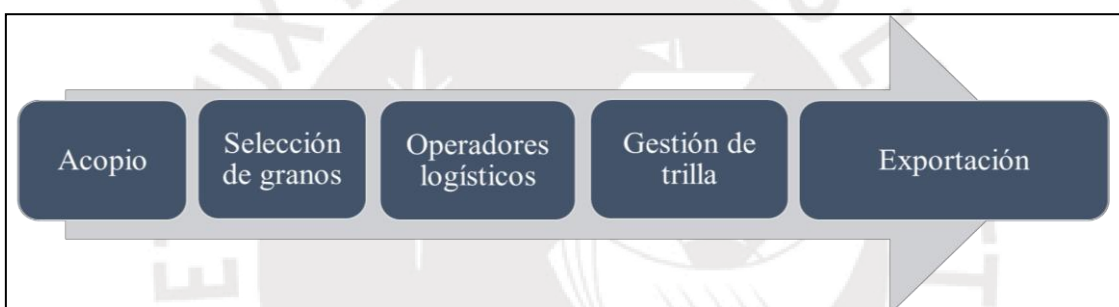 Acopio
Selección
de granos
Operadores
logísticos
Gestión de
trilla
Exportación